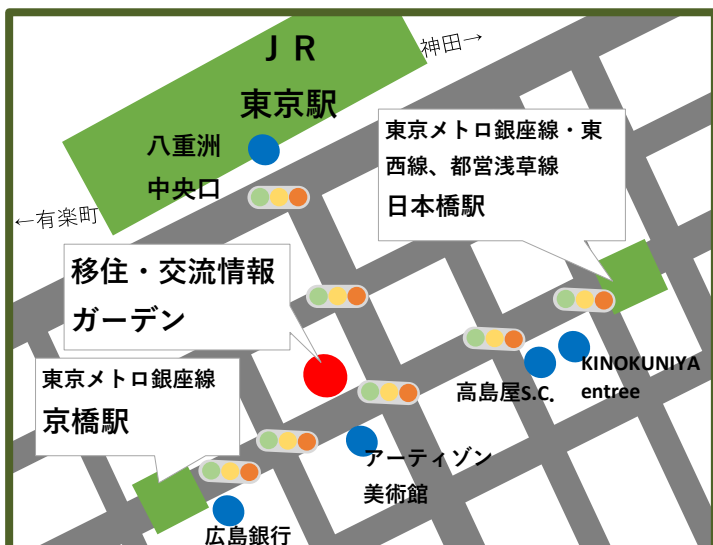 ＪＲ
東京駅
神田→
八重洲
中央口
←有楽町
東京メトロ銀座線・東
西線、都営浅草線
日本橋駅
移住・交流情報
ガーデン
東京メトロ銀座線
京橋駅
高島屋S.C.
KINOKUNIYA
entree
アーティゾン
美術館
広島銀行